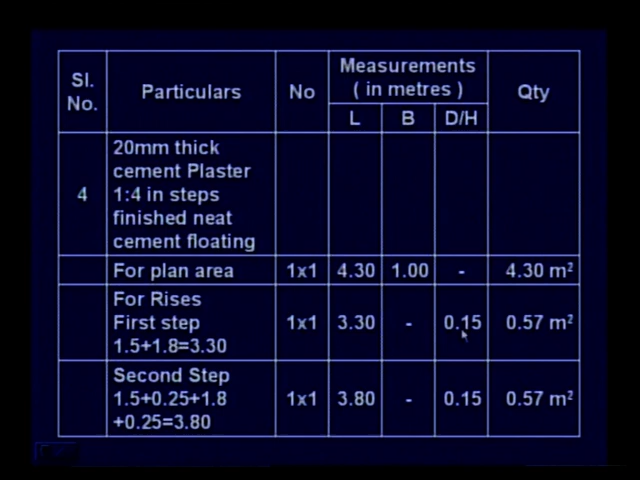 Sl. No. Particulars No Measurements ( in metres ) Qty
L B D/H
4 20mm thick
cement Plaster
1:4 in steps
finished neat
cement floating
For plan area 1x1 4.30 1.00 - 4.30 m²
For Rises
First step 1x1 3.30 - 0.15 0.57 m²
1.5+1.8=3.30
Second Step
1.5+0.25+1.8 1x1 3.80 - 0.15 0.57 m²
+0.25=3.80